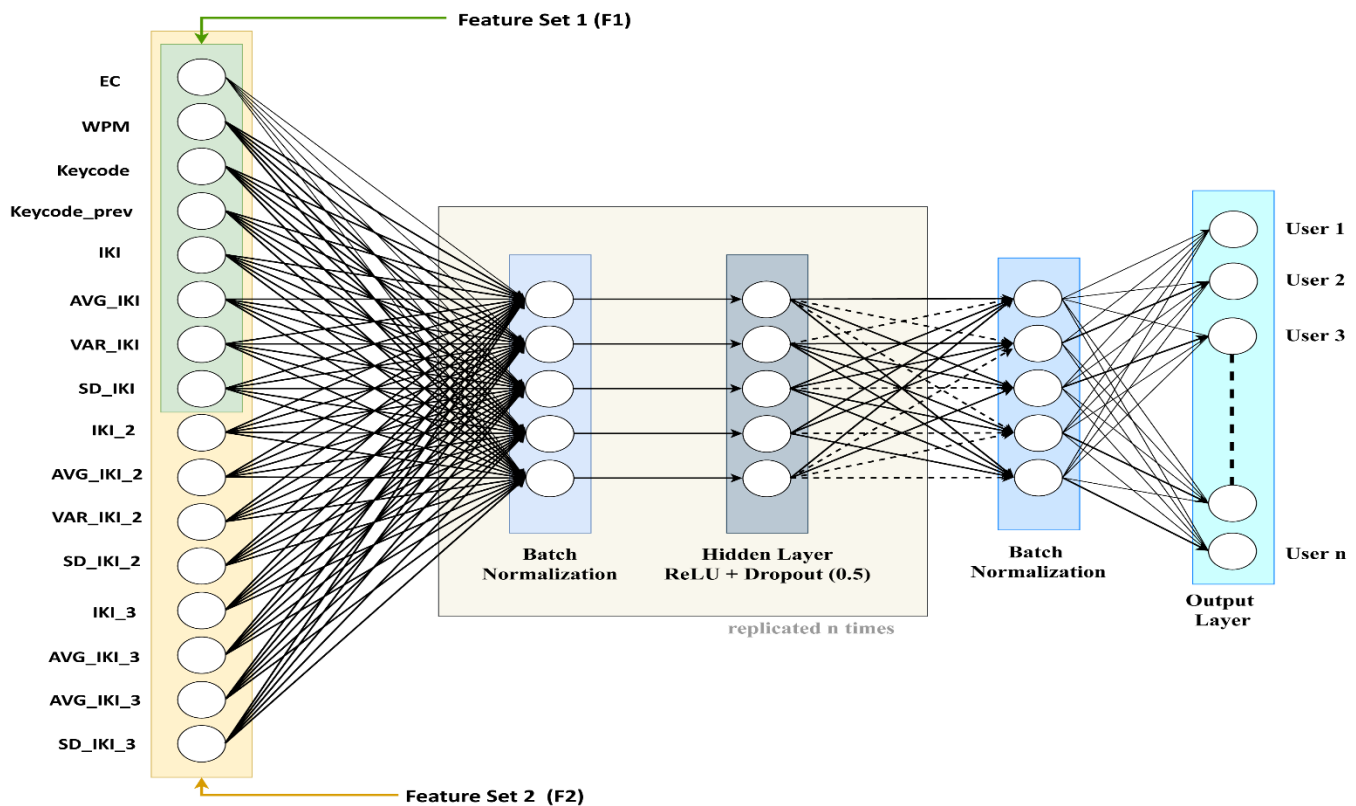 Feature Set 1 (F1)
EC
WPM
Keycode
Keycode_prev
IKI
AVG_IKI
VAR_IKI
SD_IKI
IKI_2
AVG_IKI_2
VAR_IKI_2
SD_IKI_2
IKI_3
AVG_IKI_3
AVG_IKI_3
SD_IKI_3
Feature Set 2 (F2)
Batch
Normalization
Hidden Layer
ReLU + Dropout (0.5)
replicated n times
Batch
Normalization
User 1
User 2
User 3
User n
Output
Layer